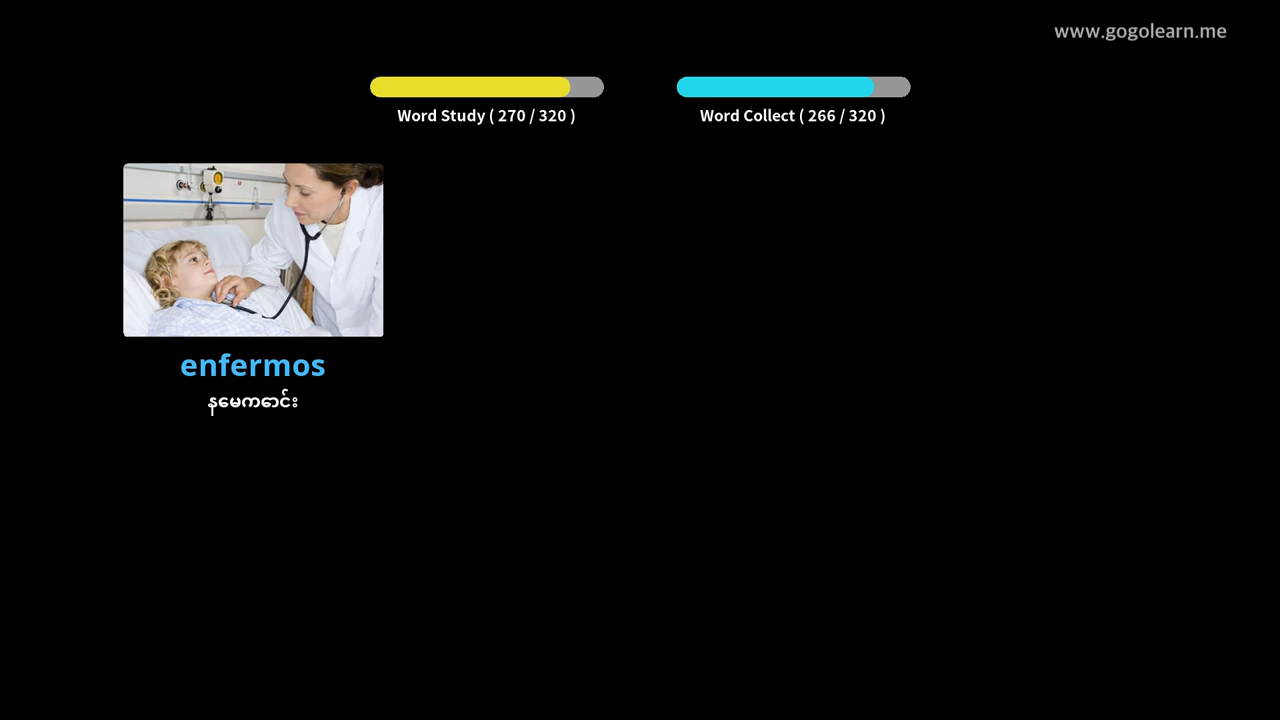 www.gogolearn.me
Word Study ( 270 / 320 )
Word Collect ( 266 / 320 )
enfermos
နမေကောင်း